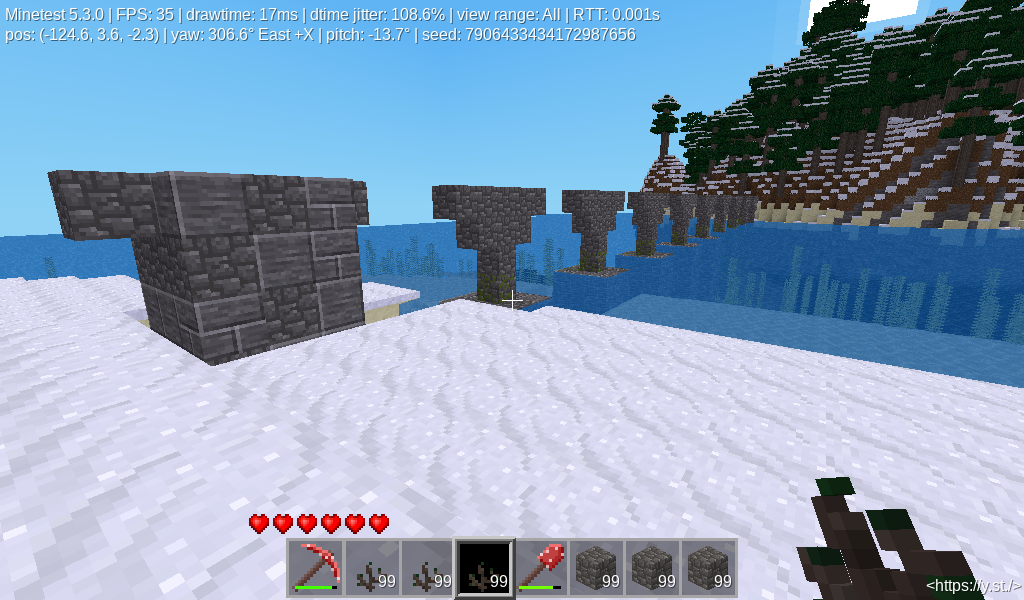 Minetest 5.3.0 | FPS: 35 | drawtime: 17ms | dtime jitter: 108.6% | view range: All | RTT: 0.001s
pos: (-124.6, 3.6, -2.3) | yaw: 306.6° East +X | pitch: -13.7° | seed: 7906433434172987656
99 99 99 99 99 99
<https://y.st./>